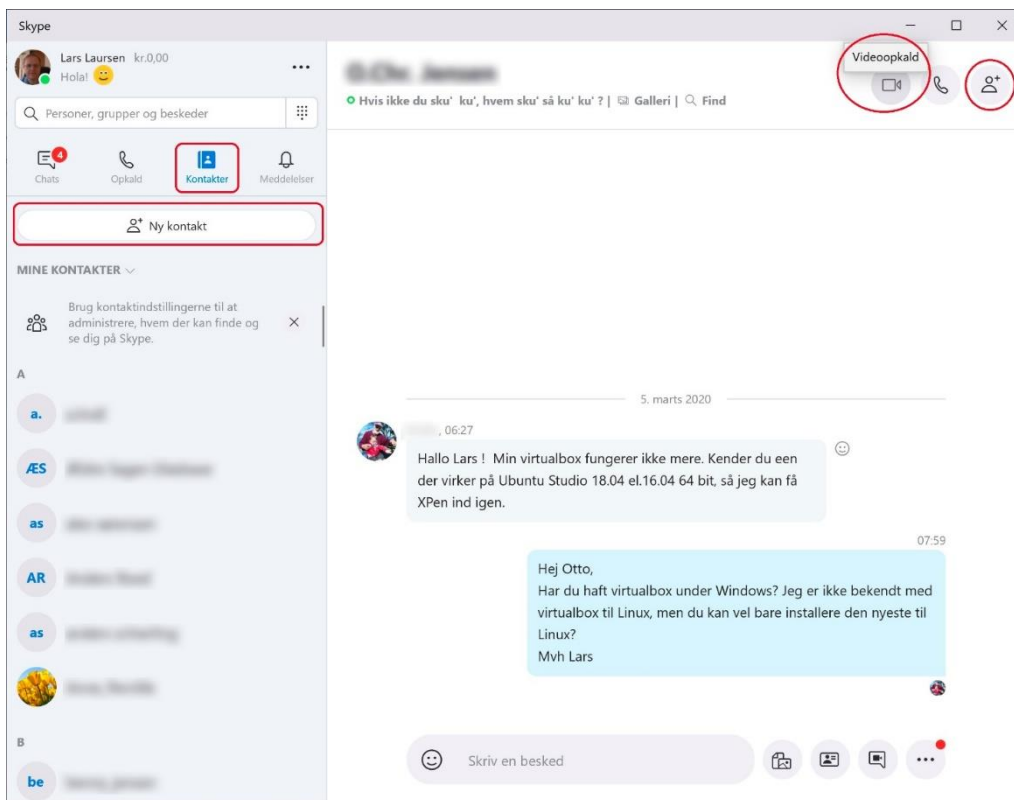 Skype
Lars Laursen kr.0,00
Hola!
Personer, grupper og beskeder
4
Chats
Opkald
Kontakter
Meddelelser
Ny kontakt
MINE KONTAKTER
Brug kontaktindstillingerne til at
administrere, hvem der kan finde og
se dig på Skype.
A
a.
ÆS
as
AR
as
B
be
Videoopkald
Hvis ikke du sku' ku', hvem sku' så ku' ku' ? | Galleri | Find
5. marts 2020
, 06:27
Hallo Lars ! Min virtualbox fungerer ikke mere. Kender du een
der virker på Ubuntu Studio 18.04 el.16.04 64 bit, så jeg kan få
XPen ind igen.
07:59
Hej Otto,
Har du haft virtualbox under Windows? Jeg er ikke bekendt med
virtualbox til Linux, men du kan vel bare installere den nyeste til
Linux?
Mvh Lars
Skriv en besked